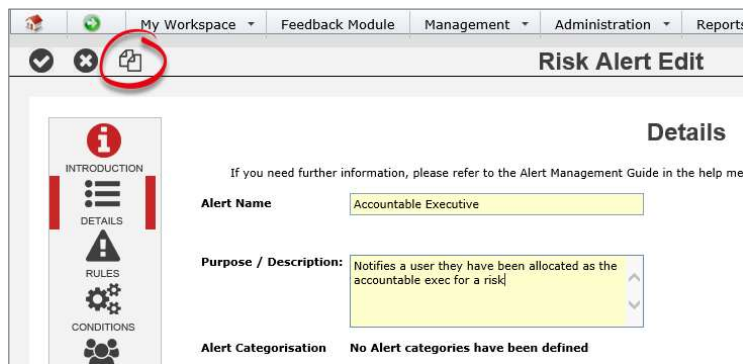 My Workspace Feedback Module Management Administration Reports
Risk Alert Edit
Details
INTRODUCTION
If you need further information, please refer to the Alert Management Guide in the help me
DETAILS
Alert Name Accountable Executive
Purpose / Description: Notifies a user they have been allocated as the
accountable exec for a risk
RULES
CONDITIONS
Alert Categorisation No Alert categories have been defined